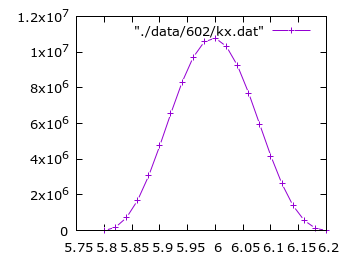 1.2x10⁷
"./data/602/kx.dat"
1x10⁷
8x10⁶
6x10⁶
4x10⁶
2x10⁶
0
5.75 5.8 5.85 5.9 5.95 6 6.05 6.1 6.15 6.2